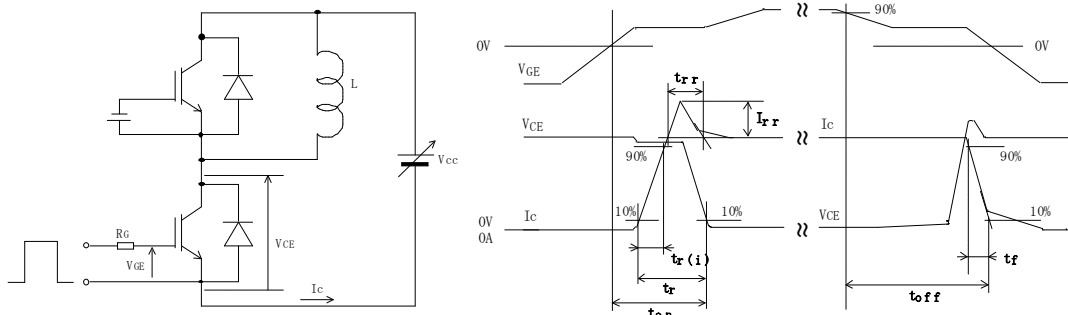 L
Vcc
RG
VGE
VCE
Ic
90%
0V
0V
VGE
trr
Irr
VCE
Ic
90%
90%
10%
10%
10%
0V
0A
Ic
VCE
tr(i)
tr
tf
toff
ton